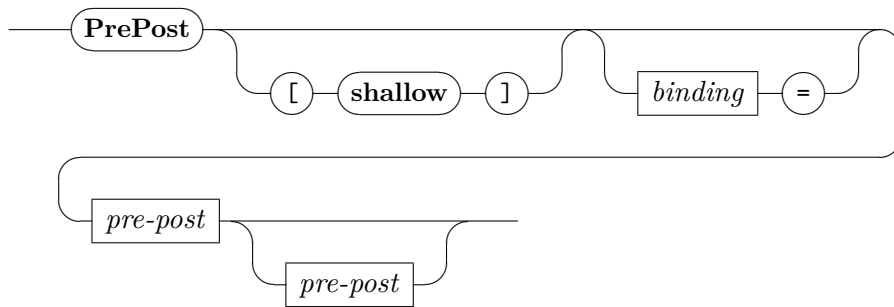 PrePost
[ shallow ] binding =
pre-post
pre-post